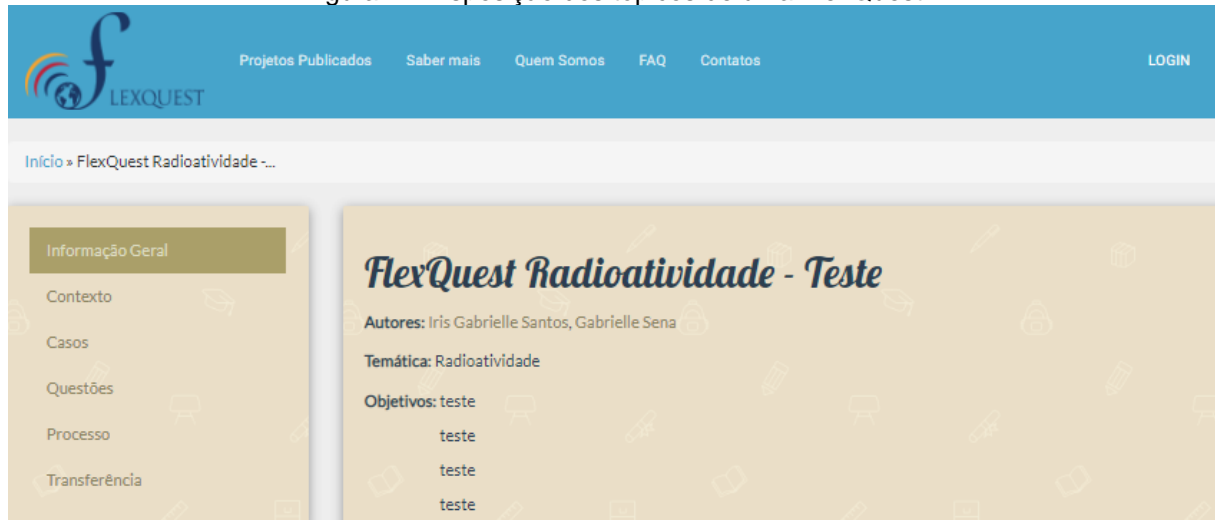 Projetos Publicados Saber mais Quem Somos FAQ Contatos LOGIN
FLEXQUEST
Início » FlexQuest Radioatividade -...
Informação Geral
Contexto
Casos
Questões
Processo
Transferência
FlexQuest Radioatividade - Teste
Autores: Iris Gabrielle Santos, Gabrielle Sena
Temática: Radioatividade
Objetivos: teste
teste
teste
teste